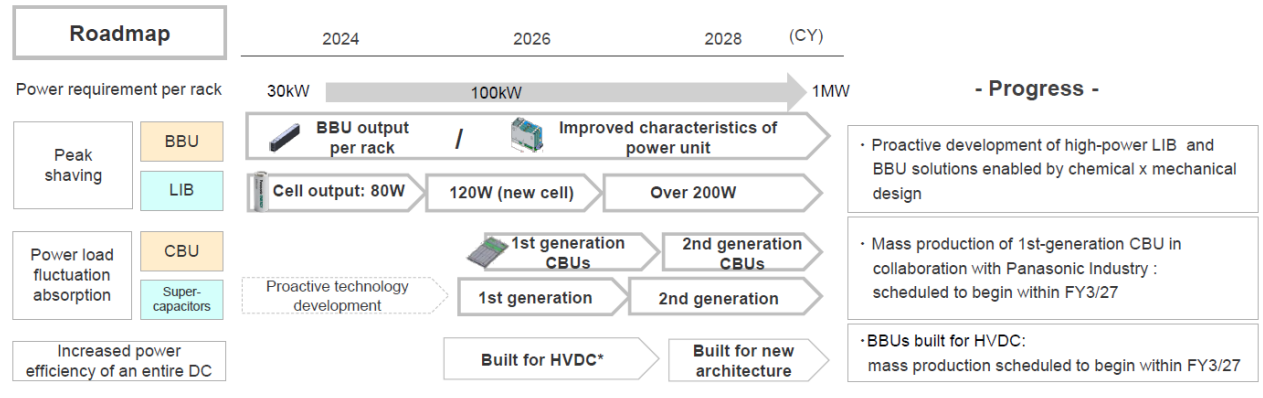 Roadmap
2024
2026
2028
(CY)
Power requirement per rack
30kW
100kW
1MW
- Progress -
Peak
shaving
BBU
BBU output
per rack
/
Improved characteristics of
power unit
LIB
Cell output: 80W
120W (new cell)
Over 200W
· Proactive development of high-power LIB and
BBU solutions enabled by chemical x mechanical
design
Power load
fluctuation
absorption
CBU
1st generation
CBUs
2nd generation
CBUs
Super-
capacitors
Proactive technology
development
1st generation
2nd generation
· Mass production of 1st-generation CBU in
collaboration with Panasonic Industry :
scheduled to begin within FY3/27
Increased power
efficiency of an entire DC
Built for HVDC*
Built for new
architecture
·BBUs built for HVDC:
mass production scheduled to begin within FY3/27